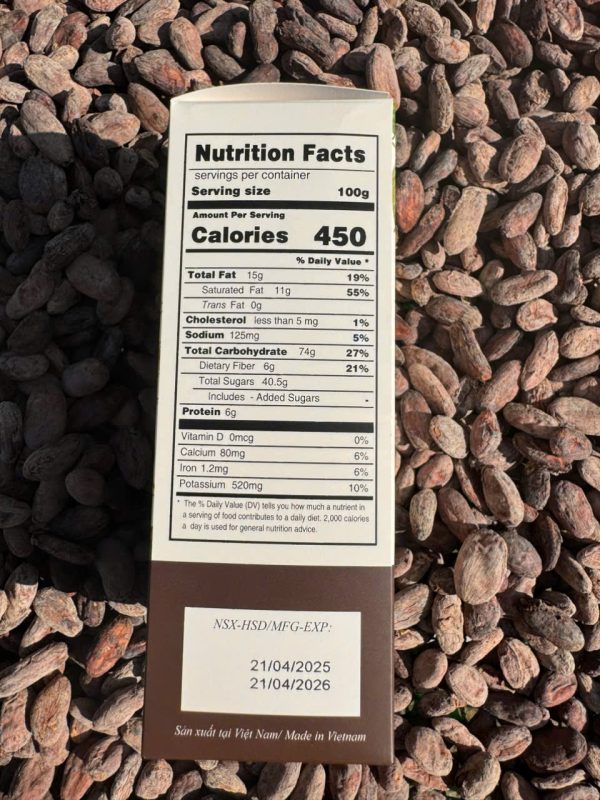 Nutrition Facts
servings per container
Serving size 100g
Amount Per Serving
Calories 450
% Daily Value *
Total Fat 15g 19%
Saturated Fat 11g 55%
Trans Fat 0g
Cholesterol less than 5 mg 1%
Sodium 125mg 5%
Total Carbohydrate 74g 27%
Dietary Fiber 6g 21%
Total Sugars 40.5g
Includes - Added Sugars -
Protein 6g
Vitamin D 0mcg 0%
Calcium 80mg 6%
Iron 1.2mg 6%
Potassium 520mg 10%
* The % Daily Value (DV) tells you how much a nutrient in
a serving of food contributes to a daily diet. 2,000 calories
a day is used for general nutrition advice.
NSX-HSD/MFG-EXP:
21/04/2025
21/04/2026
Sản xuất tại Việt Nam/ Made in Vietnam